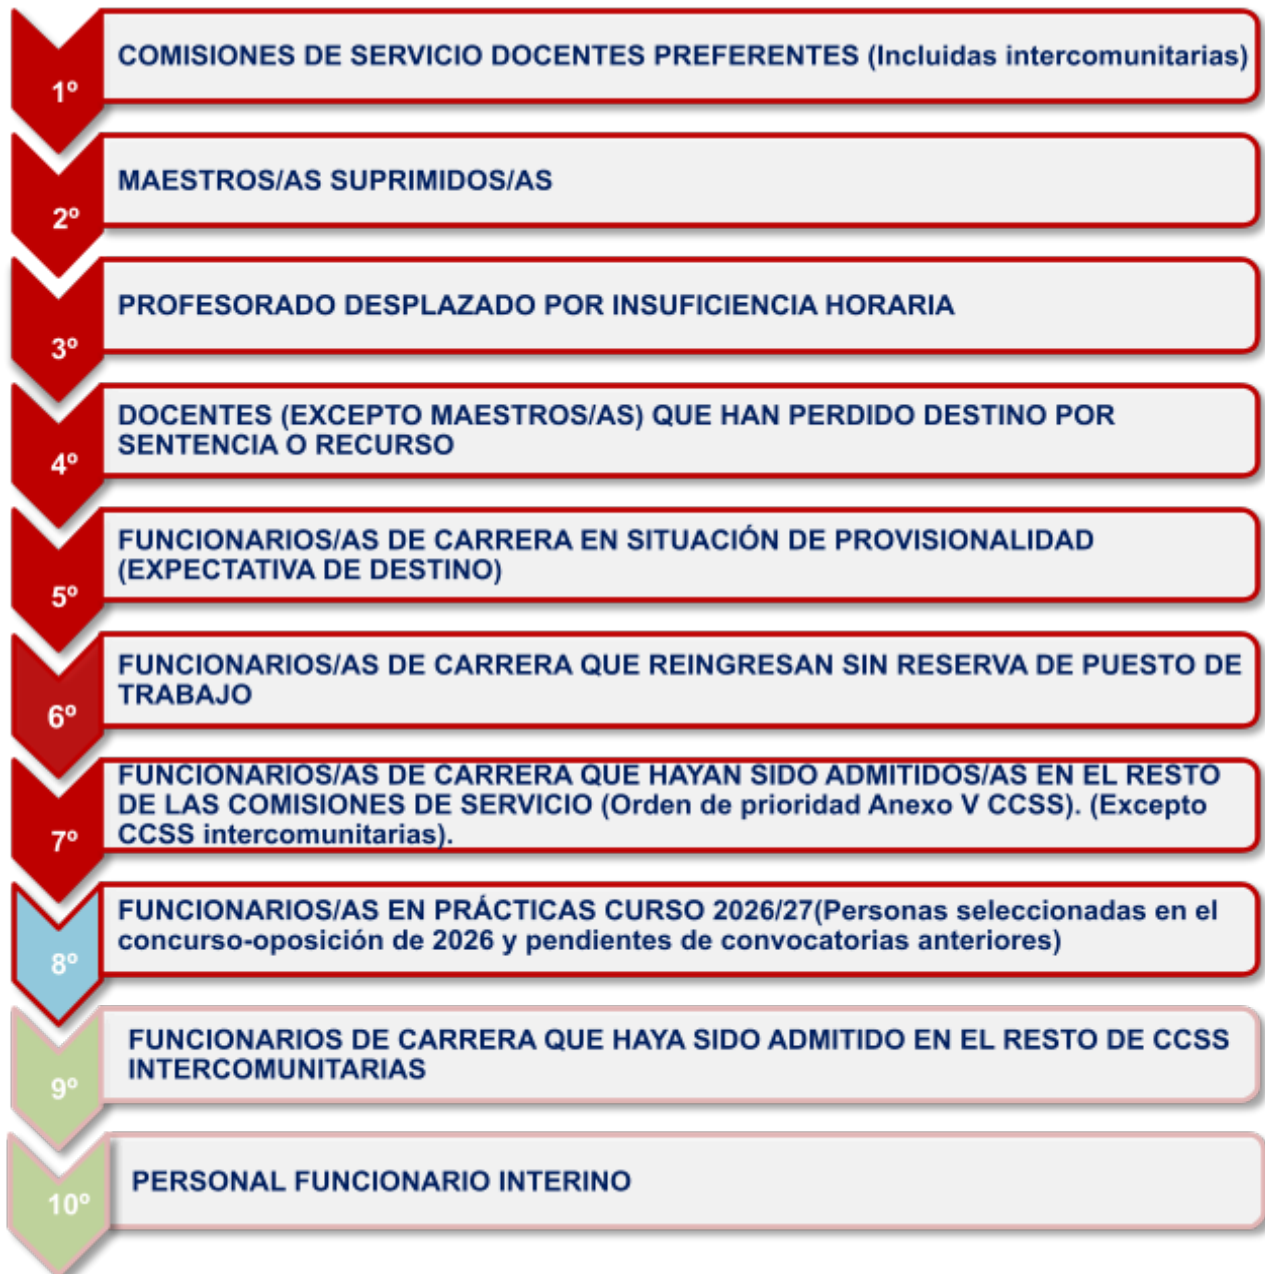 1º
COMISIONES DE SERVICIO DOCENTES PREFERENTES (Incluidas intercomunitarias)
2º
MAESTROS/AS SUPRIMIDOS/AS
3º
PROFESORADO DESPLAZADO POR INSUFICIENCIA HORARIA
4º
DOCENTES (EXCEPTO MAESTROS/AS) QUE HAN PERDIDO DESTINO POR
SENTENCIA O RECURSO
5º
FUNCIONARIOS/AS DE CARRERA EN SITUACIÓN DE PROVISIONALIDAD
(EXPECTATIVA DE DESTINO)
6º
FUNCIONARIOS/AS DE CARRERA QUE REINGRESAN SIN RESERVA DE PUESTO DE
TRABAJO
7º
FUNCIONARIOS/AS DE CARRERA QUE HAYAN SIDO ADMITIDOS/AS EN EL RESTO
DE LAS COMISIONES DE SERVICIO (Orden de prioridad Anexo V CCSS). (Excepto
CCSS intercomunitarias).
8º
FUNCIONARIOS/AS EN PRÁCTICAS CURSO 2026/27(Personas seleccionadas en el
concurso-oposición de 2026 y pendientes de convocatorias anteriores)
9º
FUNCIONARIOS DE CARRERA QUE HAYA SIDO ADMITIDO EN EL RESTO DE CCSS
INTERCOMUNITARIAS
10º
PERSONAL FUNCIONARIO INTERINO